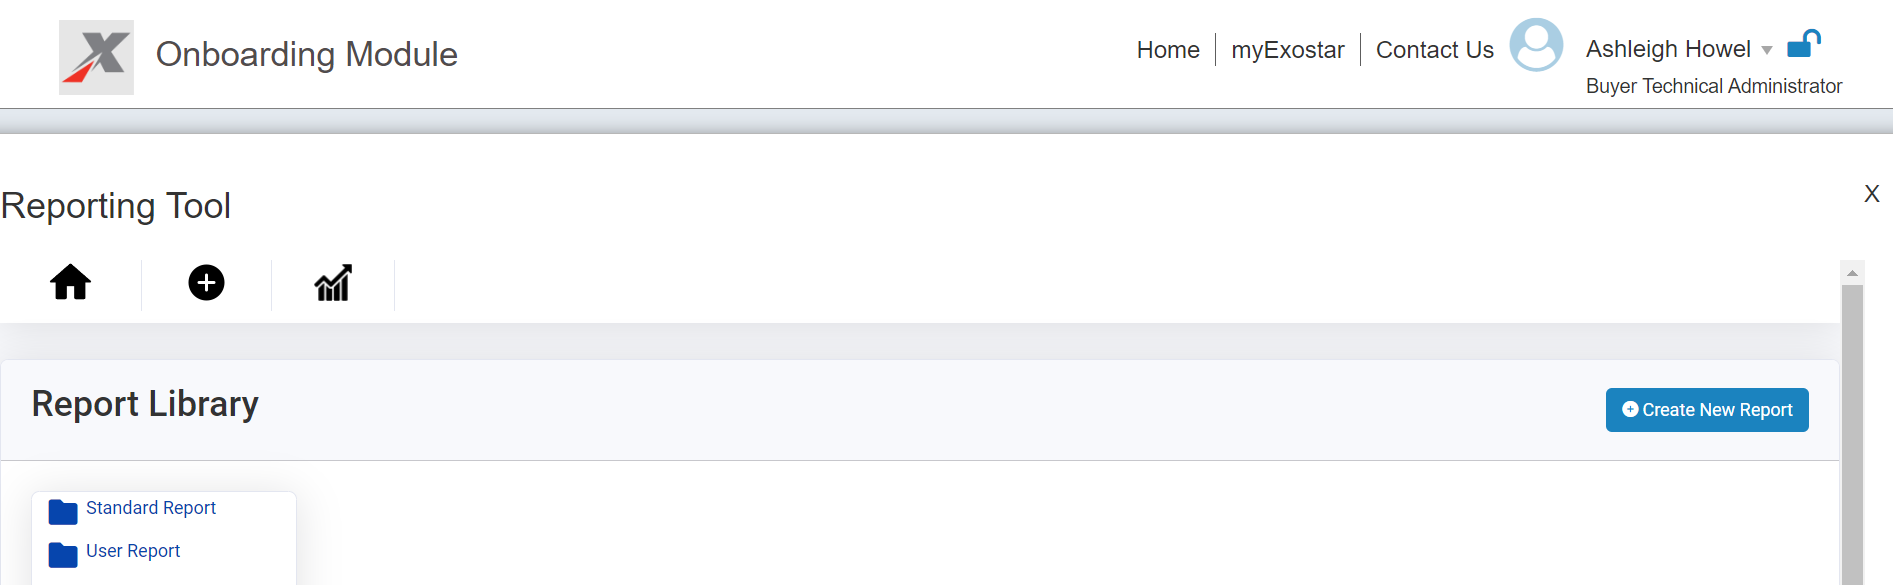 Onboarding Module
Home
myExostar
Contact Us
Ashleigh Howel
Buyer Technical Administrator
Reporting Tool
X
Report Library
Create New Report
Standard Report
User Report